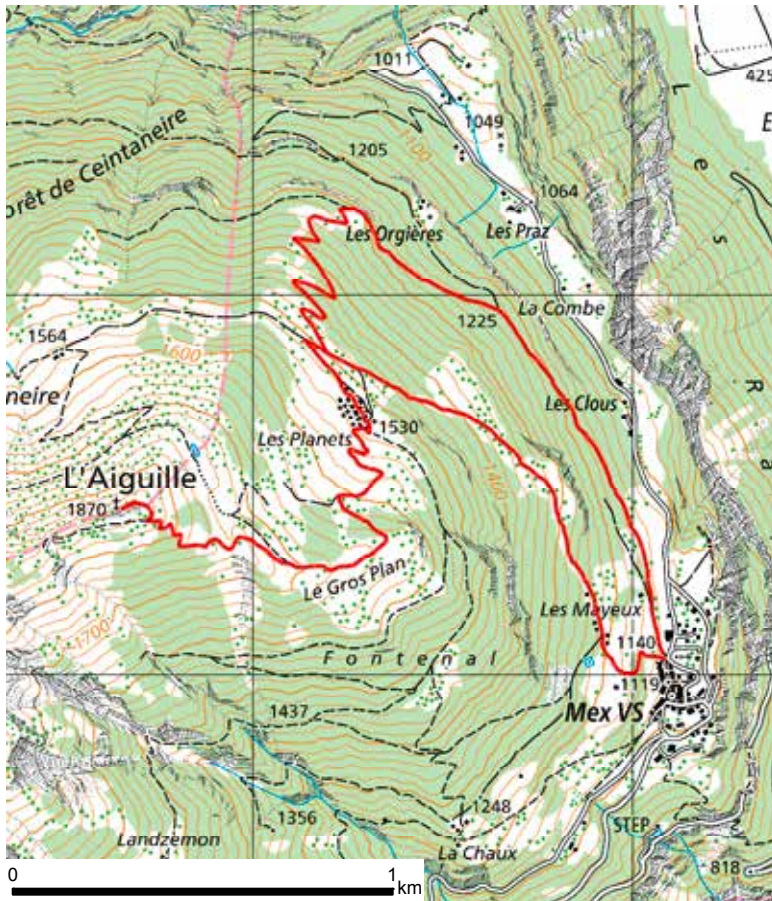 1011
425
1049
E
L
e
s
R
a
1100
1205
orêt de Ceintaneire
1064
Les Orgières
Les Praz
La Combe
1225
1564
1600
neire
Les Clous
Les Planets
1530
L'Aiguille
1400
1870
Le Gros Plan
Les Mayeux
1700
1140
Fontenal
1119
Mex VS
1437
1248
1356
STEP
Landzemon
La Chaux
818
0
1
km